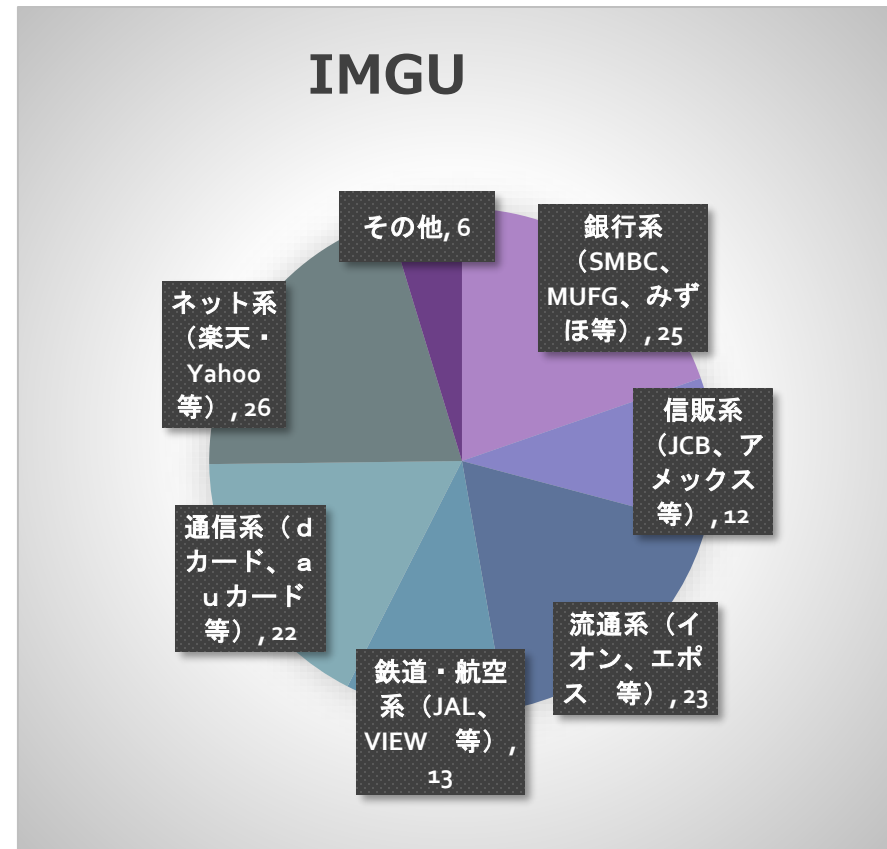 IMGU
その他, 6
銀行系
（SMBC、
MUFG、みず
ほ等）, 25
ネット系
（楽天・
Yahoo
等）, 26
信販系
（JCB、ア
メックス
等）, 12
通信系（ｄ
カード、ａ
ｕカード
等）, 22
流通系（イ
オン、エポ
ス　等）, 23
鉄道・航空
系（JAL、
VIEW　等）,
13